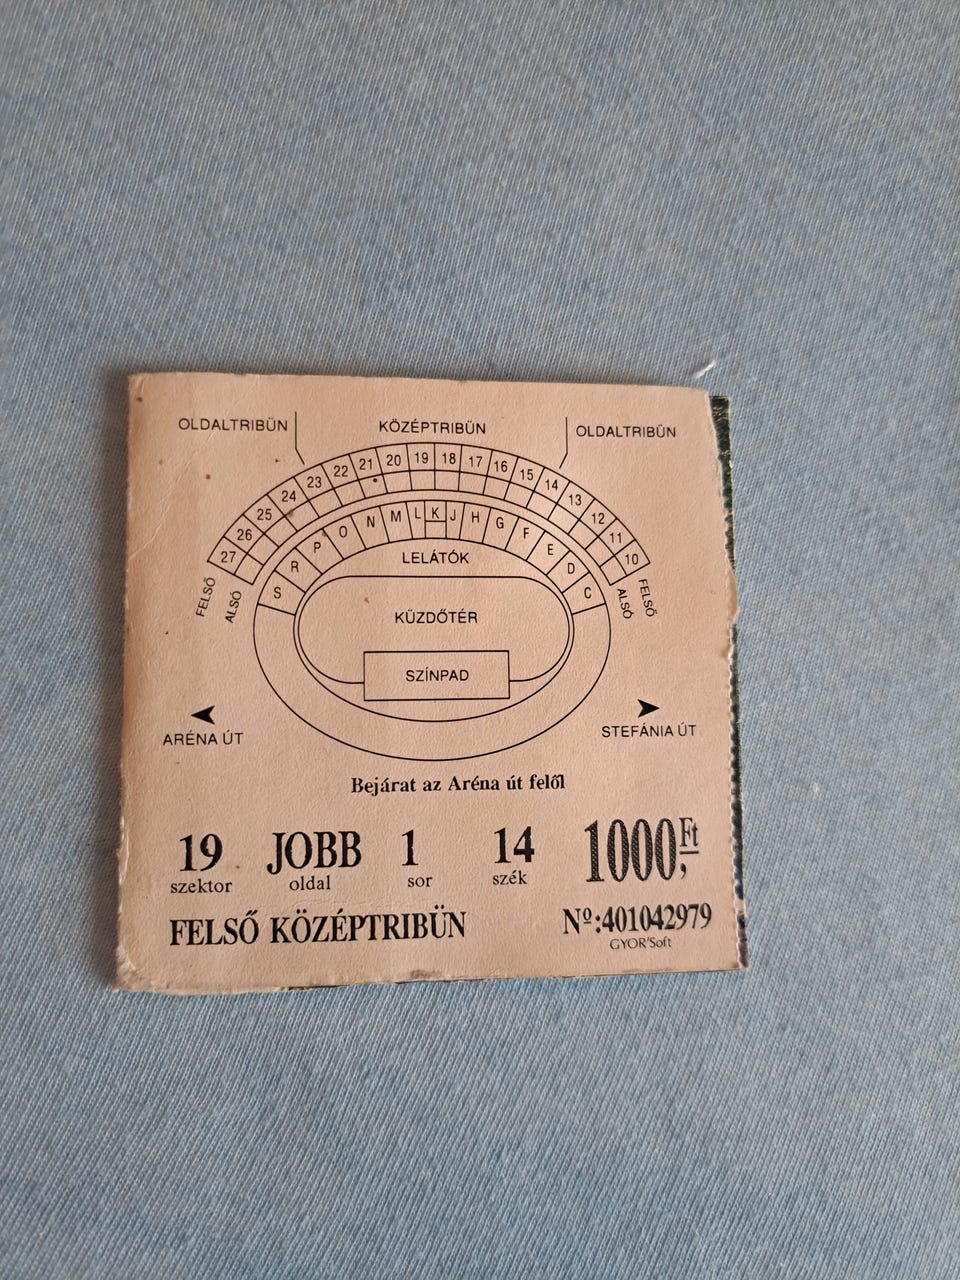 OLDALTRIBÜN KÖZÉPTRIBÜN OLDALTRIBÜN
27 26 25 24 23 22 21 20 19 18 17 16 15 14 13 12 11 10
S R P O N M L K J H G F E D C
FELSŐ ALSÓ LELÁTÓK ALSÓ FELSŐ
KÜZDŐTÉR
SZÍNPAD
ARÉNA ÚT STEFÁNIA ÚT
Bejárat az Aréna út felől
19 JOBB 1 14 1000,Ft
szektor oldal sor szék
FELSŐ KÖZÉPTRIBÜN Nº:401042979
GYOR'Soft